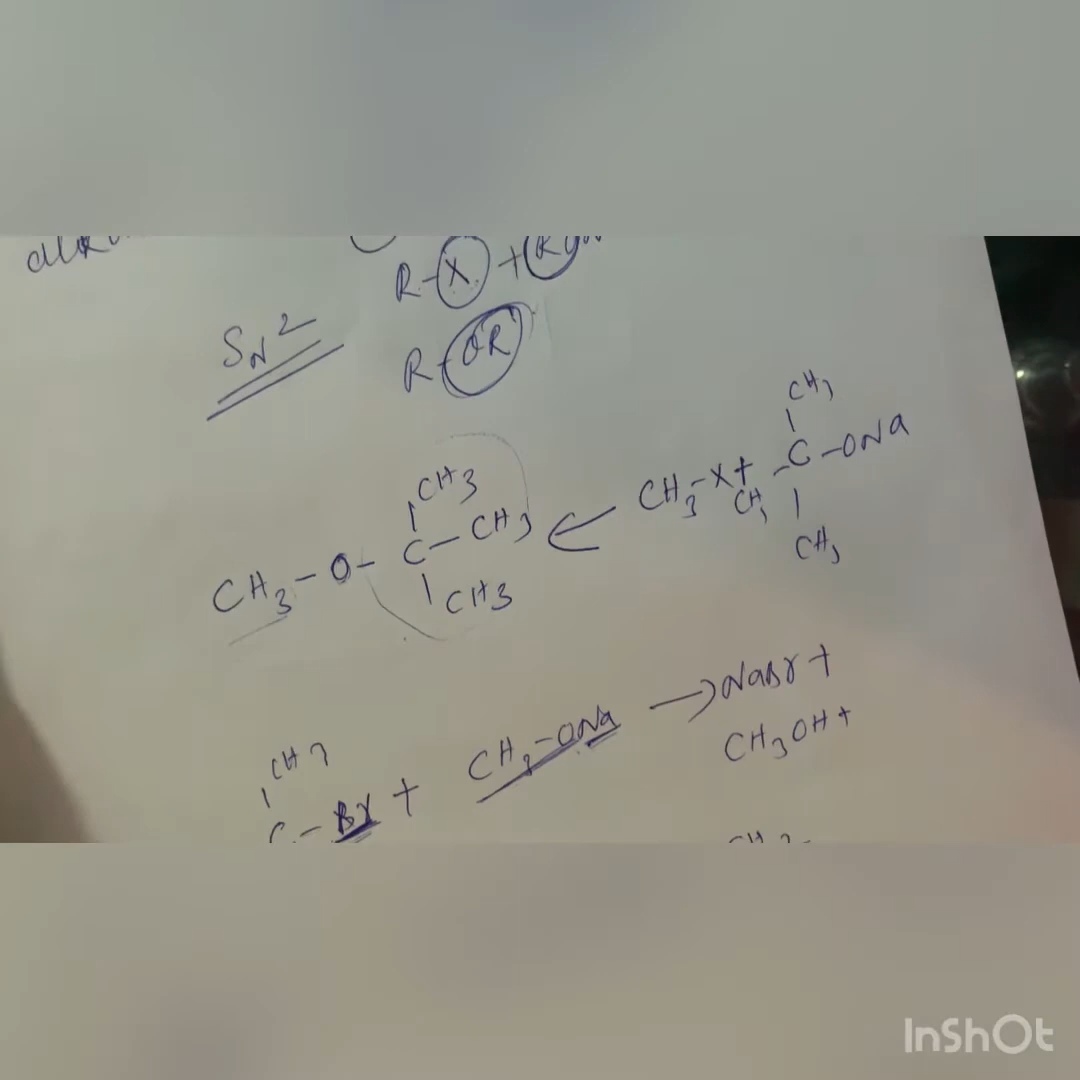 R-X +
SN2
R-OR
CH3
CH3-O-C-CH3
CH3
CH3
CH3-X + CH3-C-ONa
CH3
CH3
C-Br + CH3-ONa → NaBr +
CH3OH +
InShOt